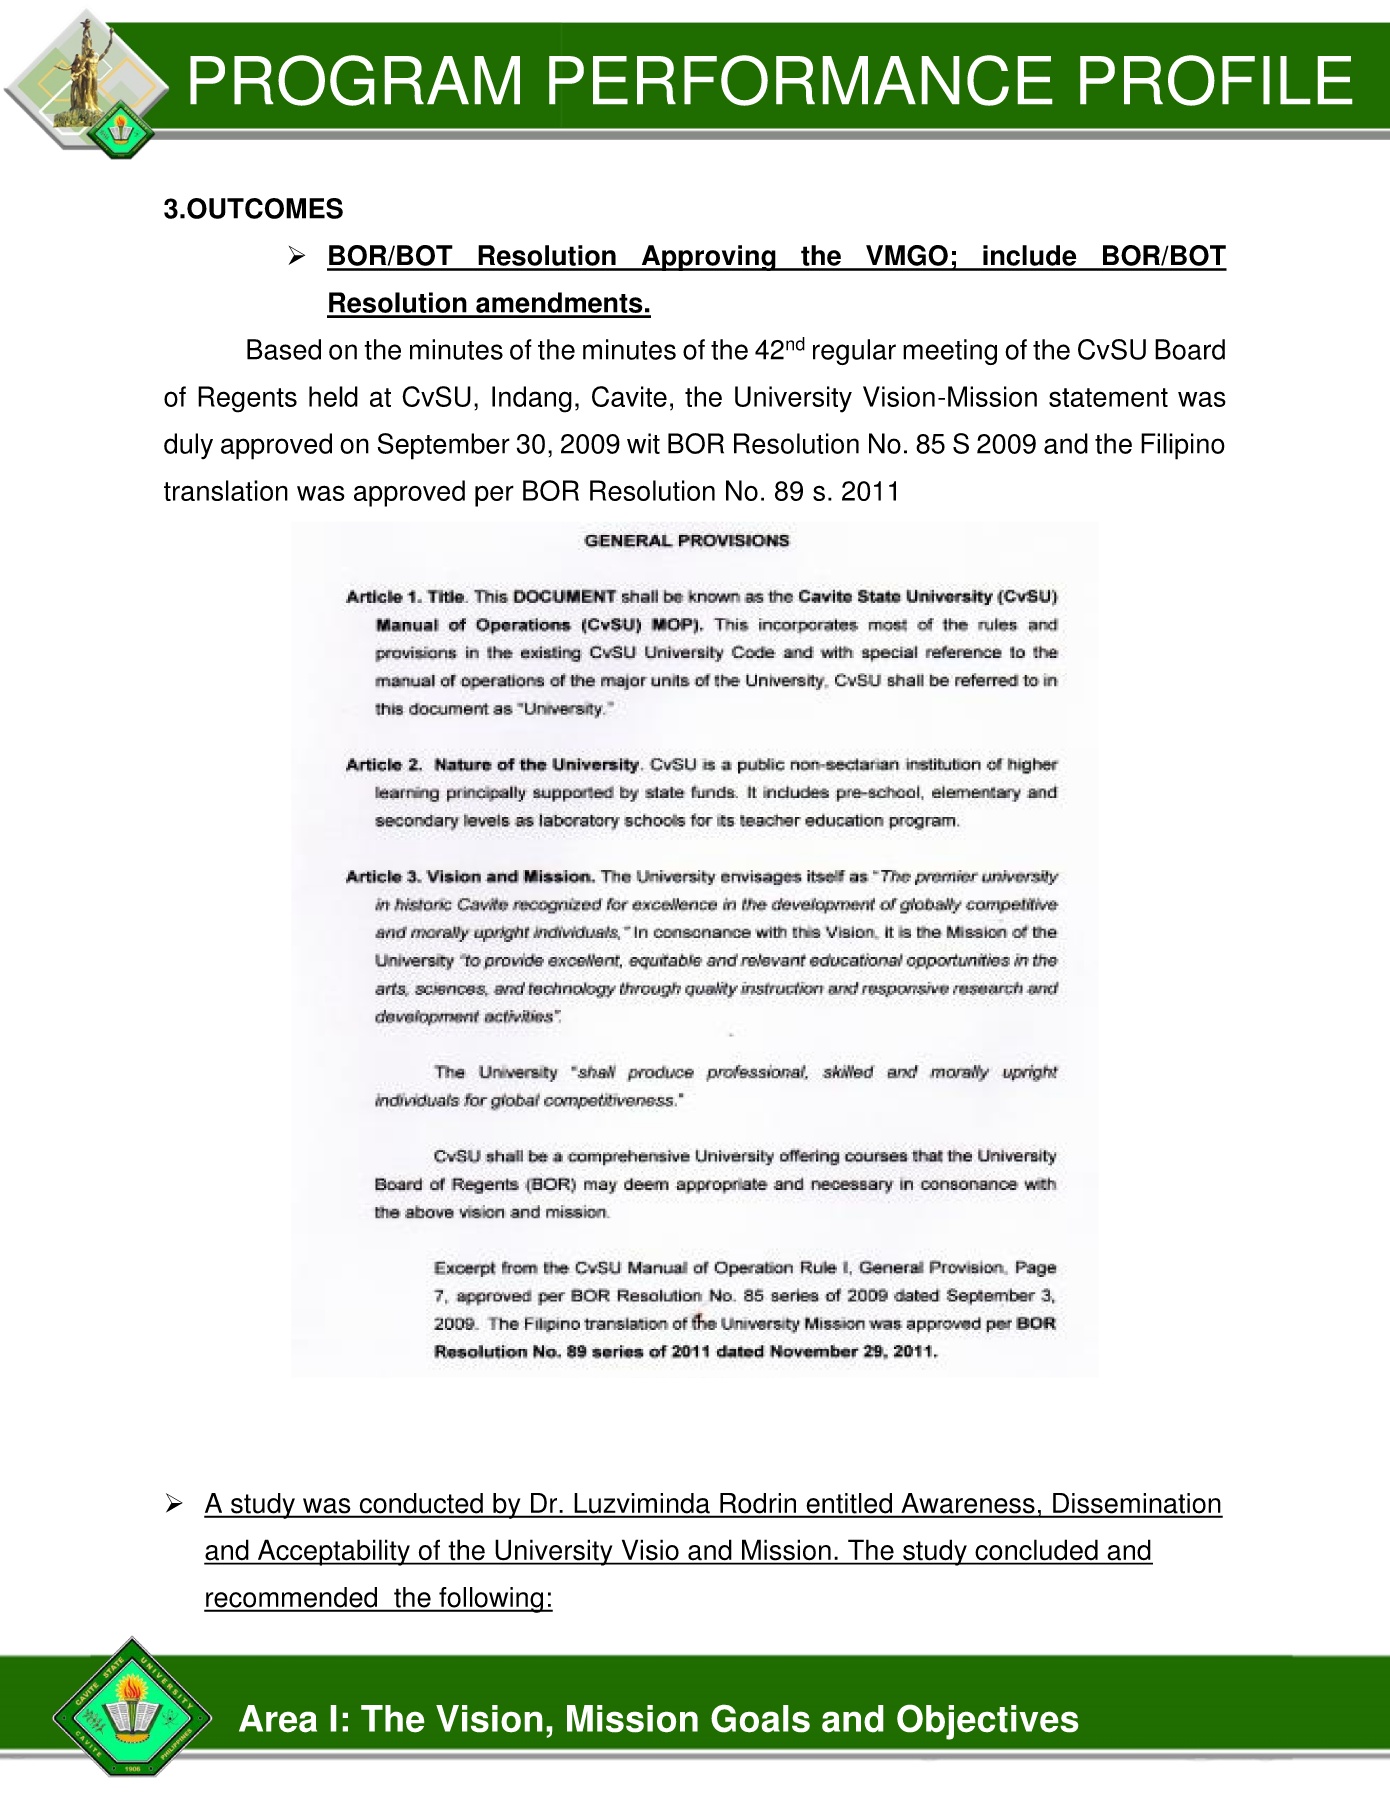 PROGRAM PERFORMANCE PROFILE
3.OUTCOMES
➢ BOR/BOT Resolution Approving the VMGO; include BOR/BOT
Resolution amendments.
Based on the minutes of the minutes of the 42nd regular meeting of the CvSU Board
of Regents held at CvSU, Indang, Cavite, the University Vision-Mission statement was
duly approved on September 30, 2009 wit BOR Resolution No. 85 S 2009 and the Filipino
translation was approved per BOR Resolution No. 89 s. 2011
GENERAL PROVISIONS
Article 1. Title. This DOCUMENT shall be known as the Cavite State University (CvSU)
Manual of Operations (CvSU) MOP). This incorporates most of the rules and
provisions in the existing CvSU University Code and with special reference to the
manual of operations of the major units of the University, CvSU shall be referred to in
this document as "University."
Article 2. Nature of the University. CvSU is a public non-sectarian institution of higher
learning principally supported by state funds. It includes pre-school, elementary and
secondary levels as laboratory schools for its teacher education program.
Article 3. Vision and Mission. The University envisages itself as "The premier university
in historic Cavite recognized for excellence in the development of globally competitive
and morally upright individuals," In consonance with this Vision, it is the Mission of the
University "to provide excellent, equitable and relevant educational opportunities in the
arts, sciences, and technology through quality instruction and responsive research and
development activities".
The University "shall produce professional, skilled and morally upright
individuals for global competitiveness."
CvSU shall be a comprehensive University offering courses that the University
Board of Regents (BOR) may deem appropriate and necessary in consonance with
the above vision and mission.
Excerpt from the CvSU Manual of Operation Rule I, General Provision, Page
7, approved per BOR Resolution No. 85 series of 2009 dated September 3,
2009. The Filipino translation of the University Mission was approved per BOR
Resolution No. 89 series of 2011 dated November 29, 2011.
➢ A study was conducted by Dr. Luzviminda Rodrin entitled Awareness, Dissemination
and Acceptability of the University Visio and Mission. The study concluded and
recommended the following:
CAVITE STATE UNIVERSITY
CAVITE PHILIPPINES
1906
Area I: The Vision, Mission Goals and Objectives